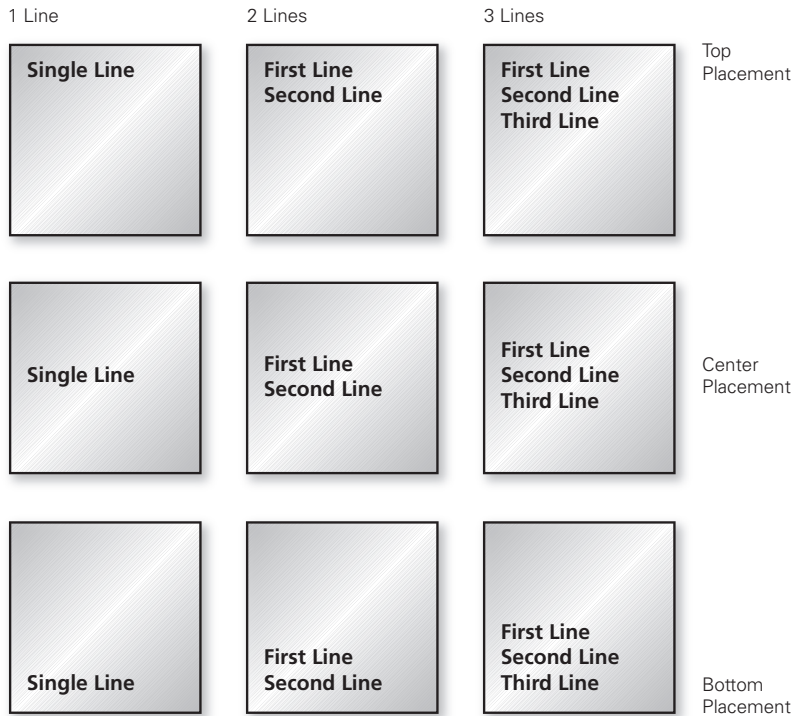 1 Line
2 Lines
3 Lines
Single Line
First Line
Second Line
First Line
Second Line
Third Line
Top
Placement
Single Line
First Line
Second Line
First Line
Second Line
Third Line
Center
Placement
Single Line
First Line
Second Line
First Line
Second Line
Third Line
Bottom
Placement